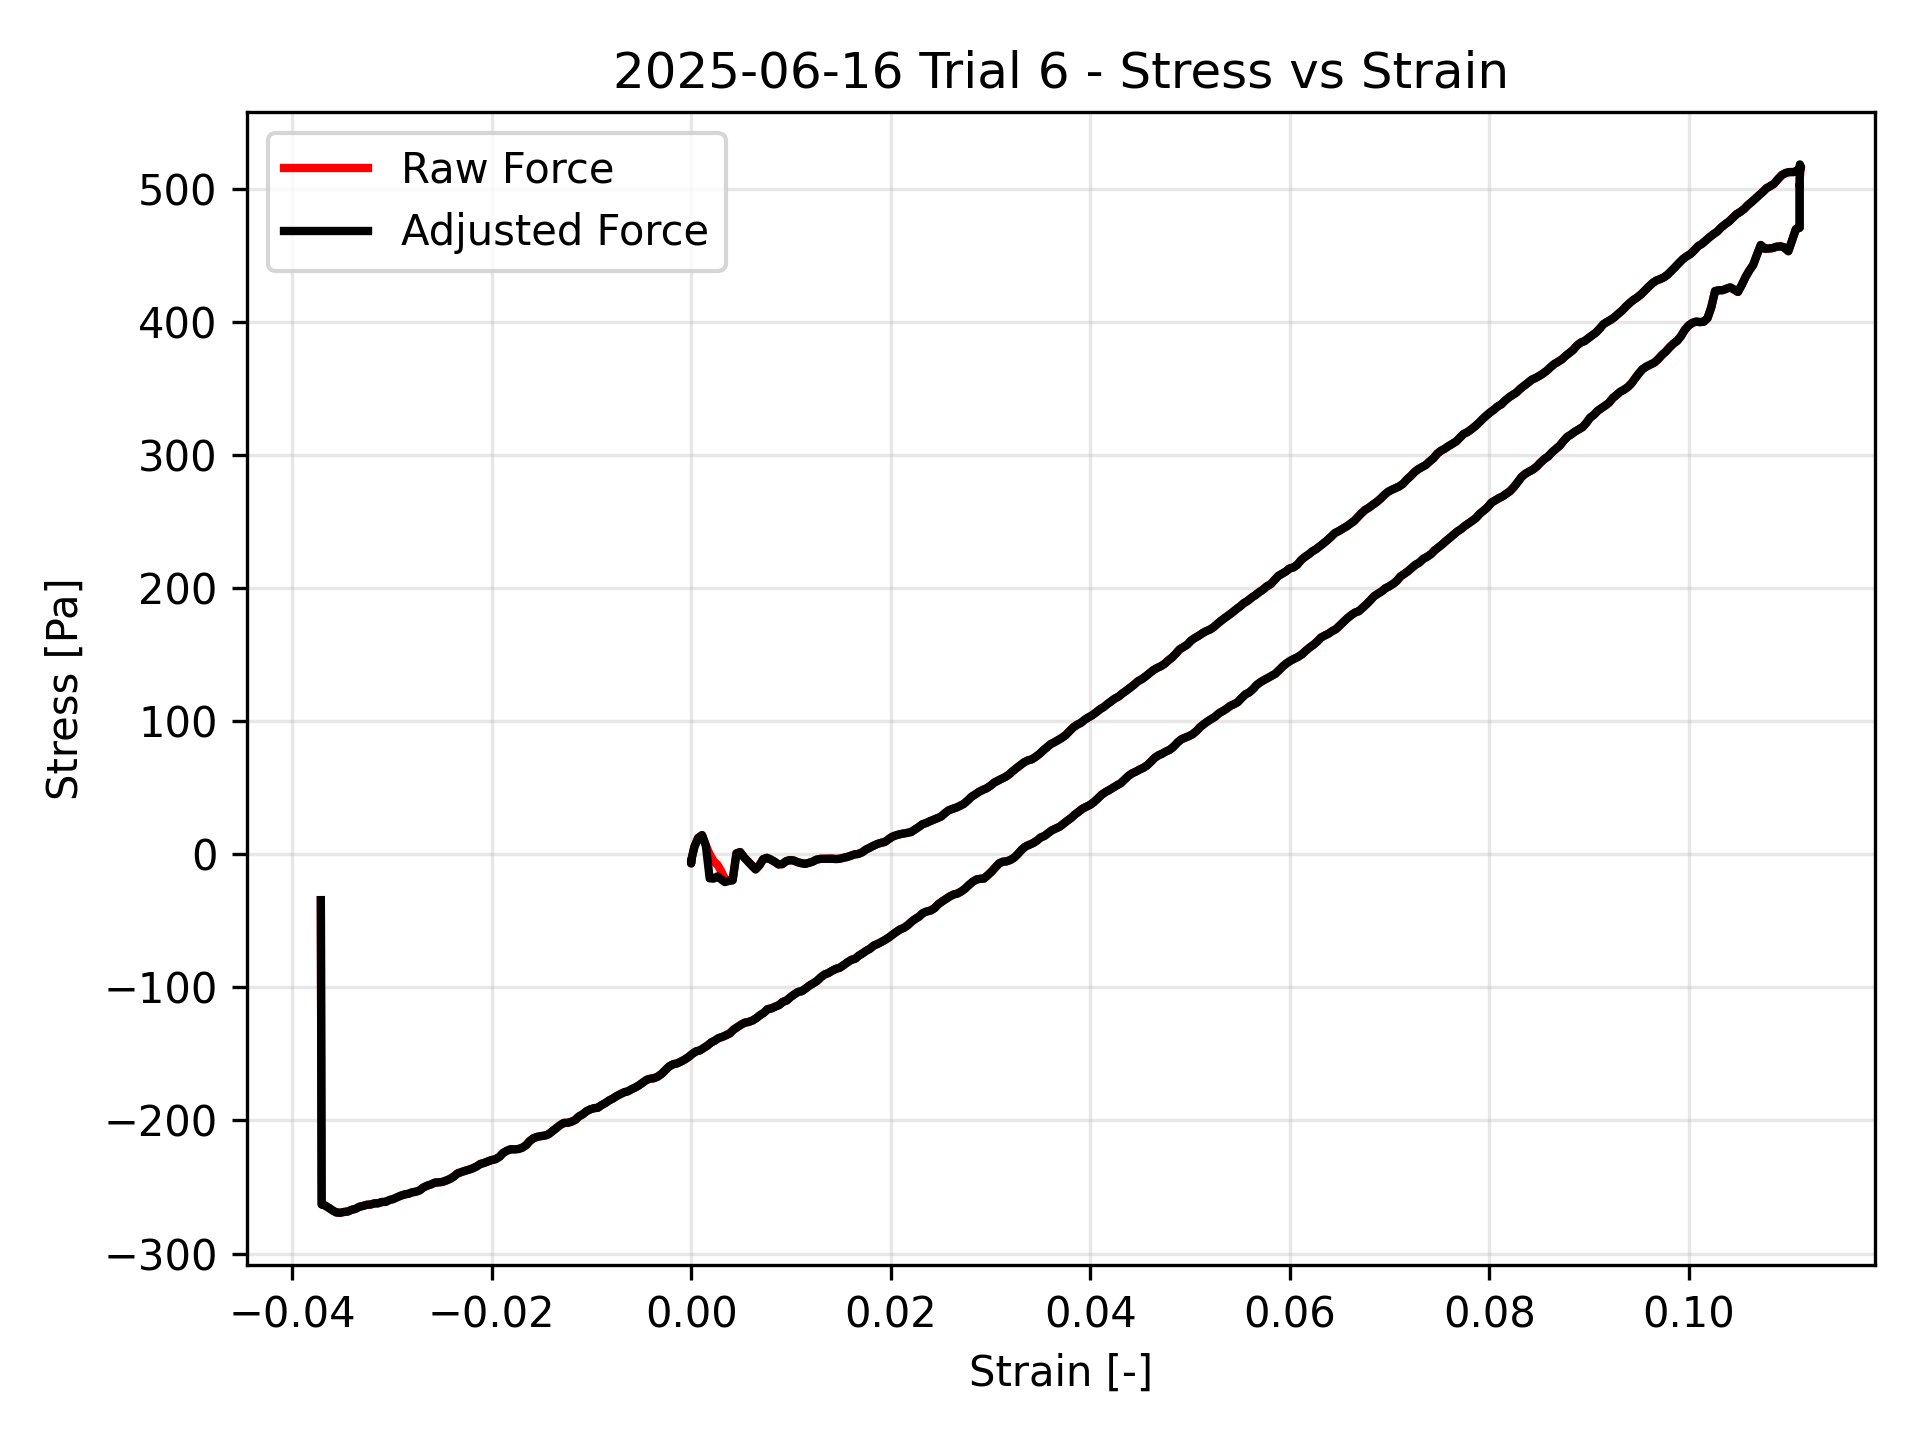 2025-06-16 Trial 6 - Stress vs Strain
Raw Force
Adjusted Force
Stress [Pa]
500
400
300
200
100
0
−100
−200
−300
−0.04 −0.02 0.00 0.02 0.04 0.06 0.08 0.10
Strain [-]